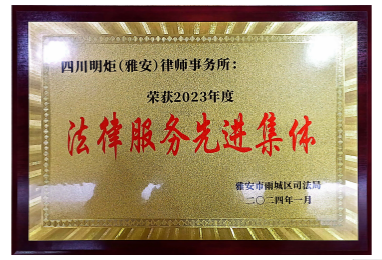 四川明炬(雅安)律师事务所：
荣获2023年度
法律服务先进集体
雅安市雨城区司法局
二〇二四年一月